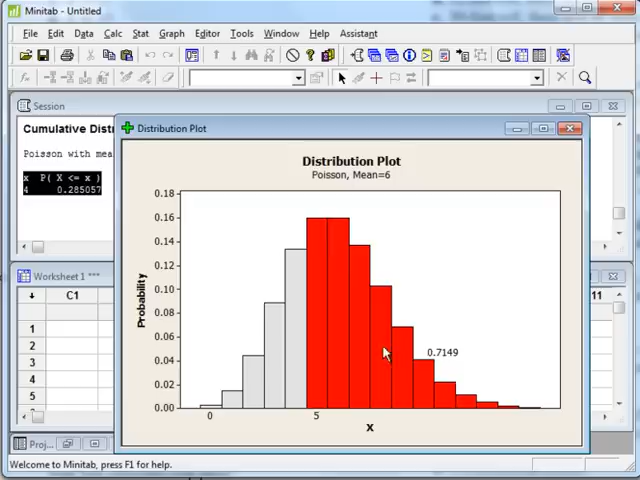 Minitab - Untitled
File Edit Data Calc Stat Graph Editor Tools Window Help Assistant
Session
Cumulative Distr
Poisson with mea
x P( X <= x )
4 0.285057
Distribution Plot
Distribution Plot
Poisson, Mean=6
0.18
0.16
0.14
0.12
0.10
0.08
0.06
0.04
0.02
0.00
Probability
0.7149
0 5
X
Worksheet 1 ***
C1
11
1
2
3
4
5
Proj...
Welcome to Minitab, press F1 for help.